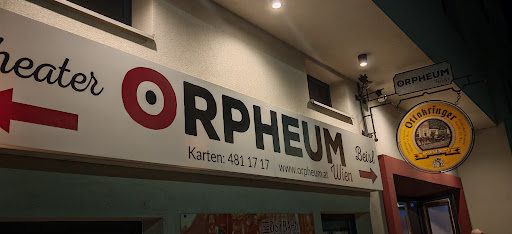 Theater
ORPHEUM
Wien
Beisl
Karten: 481 17 17 | www.orpheum.at
ORPHEUM
Ottakringer